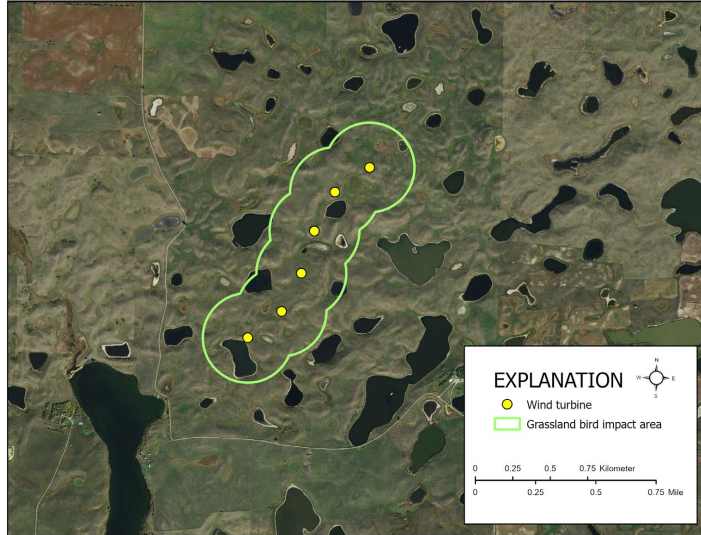 EXPLANATION
N
W E
S
Wind turbine
Grassland bird impact area
0 0.25 0.5 0.75 Kilometer
0 0.25 0.5 0.75 Mile